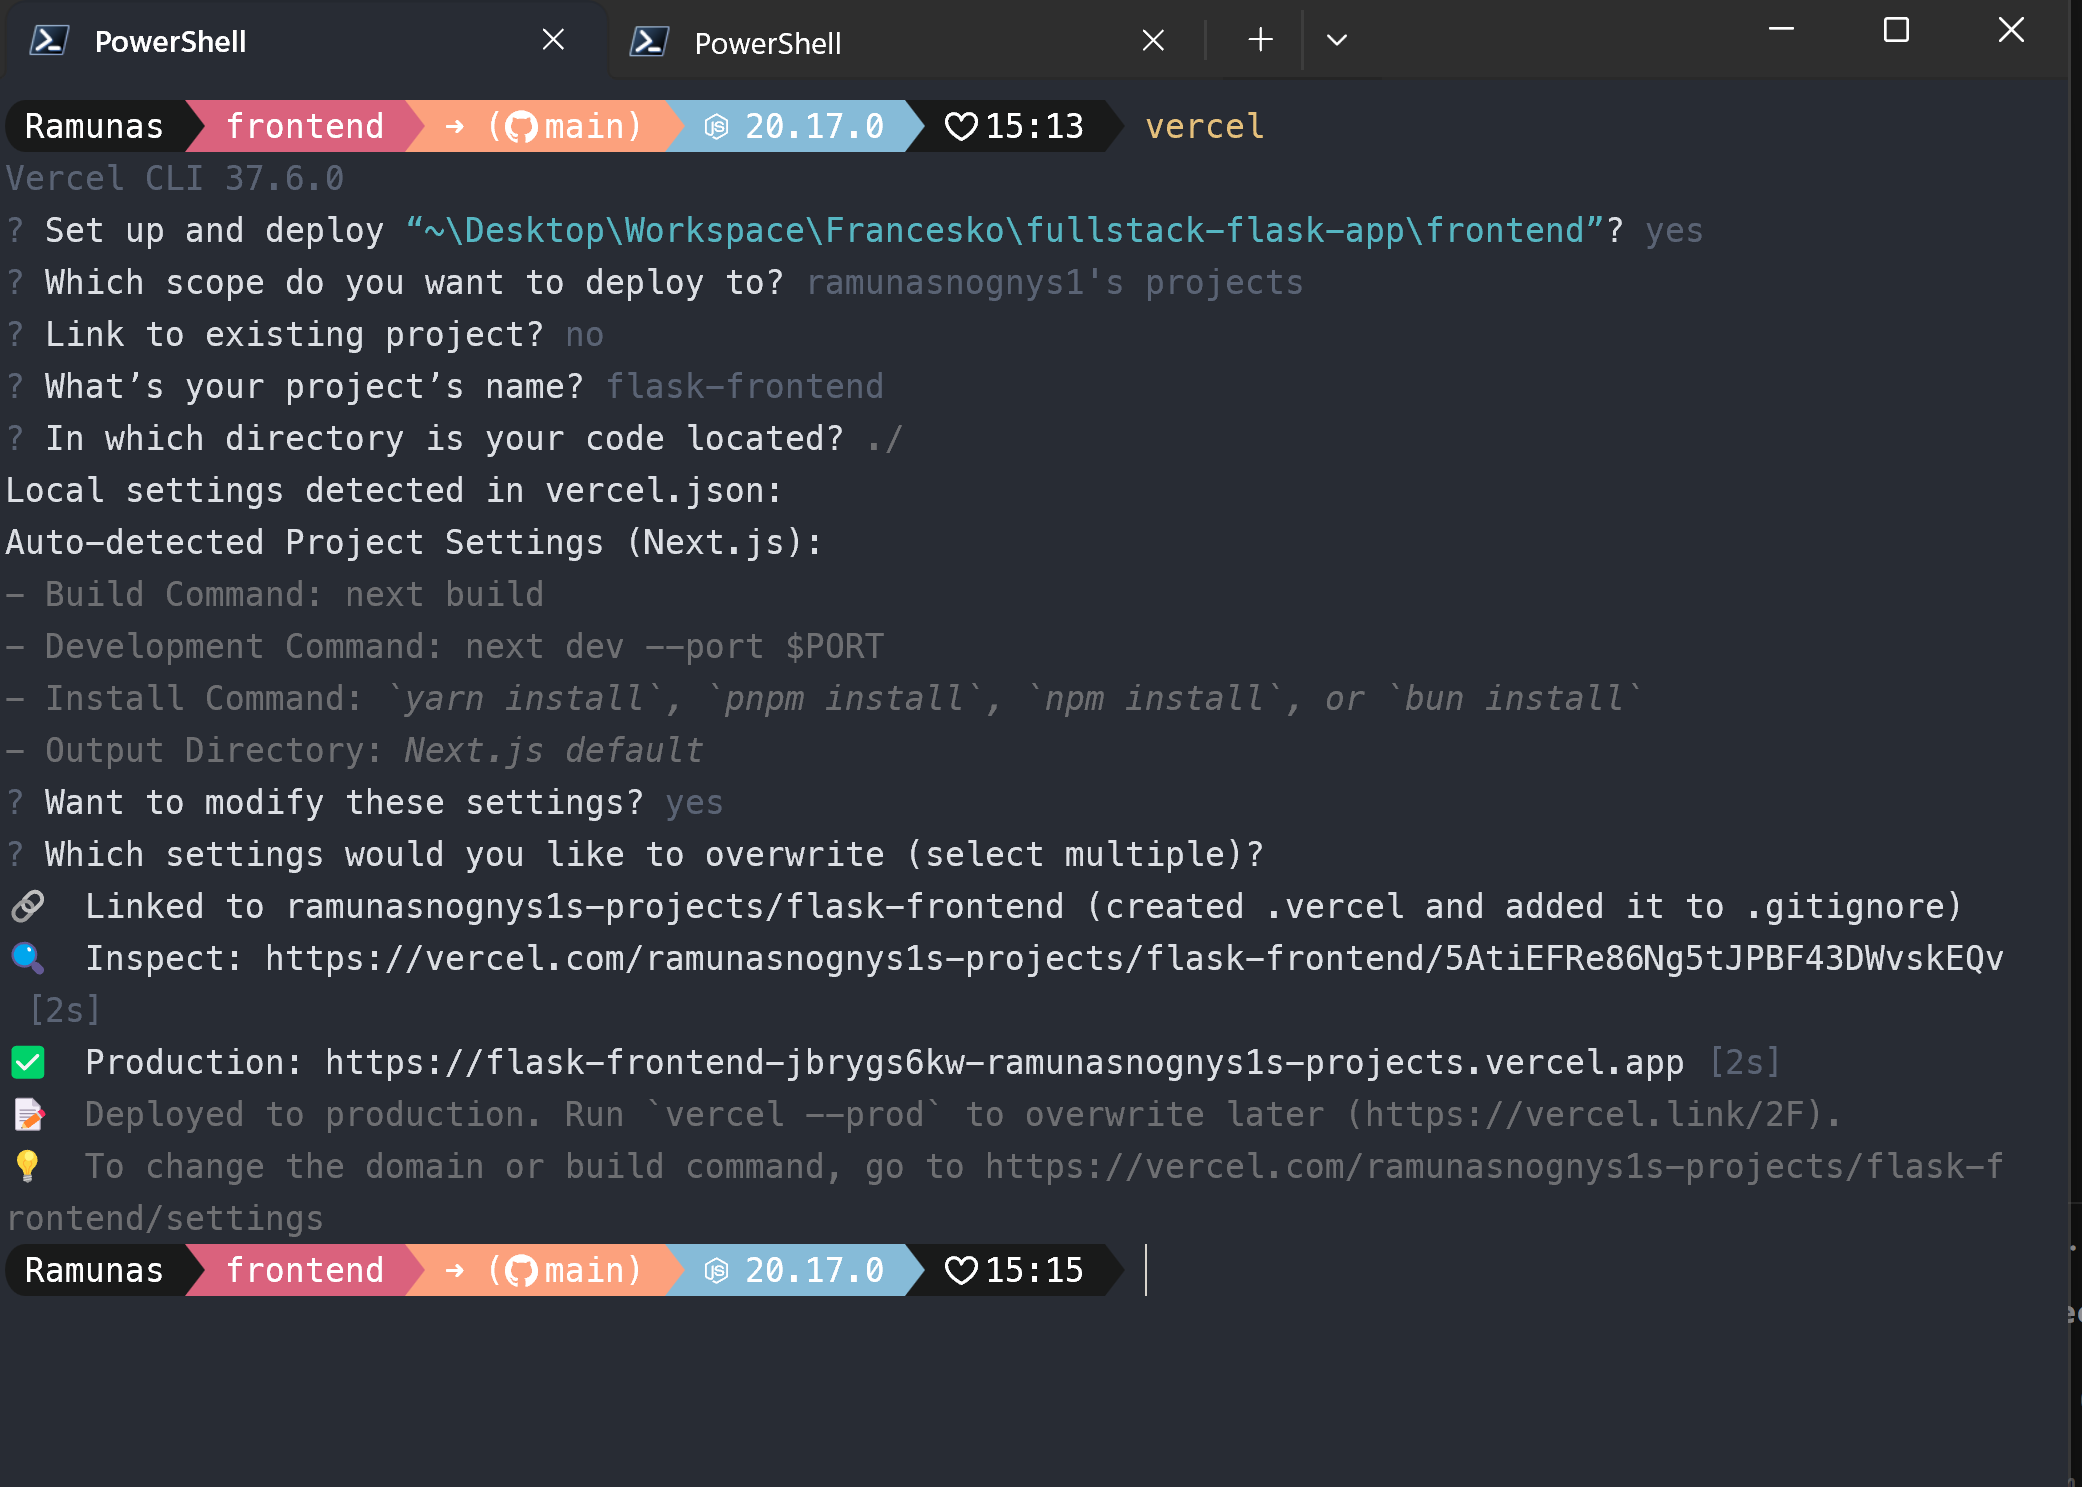 PowerShell
PowerShell
Ramunas frontend → (main) 20.17.0 ♡15:13 vercel
Vercel CLI 37.6.0
? Set up and deploy “~\Desktop\Workspace\Francesko\fullstack-flask-app\frontend”? yes
? Which scope do you want to deploy to? ramunasnognys1's projects
? Link to existing project? no
? What’s your project’s name? flask-frontend
? In which directory is your code located? ./
Local settings detected in vercel.json:
Auto-detected Project Settings (Next.js):
- Build Command: next build
- Development Command: next dev --port $PORT
- Install Command: `yarn install`, `pnpm install`, `npm install`, or `bun install`
- Output Directory: Next.js default
? Want to modify these settings? yes
? Which settings would you like to overwrite (select multiple)?
🔗  Linked to ramunasnognys1s-projects/flask-frontend (created .vercel and added it to .gitignore)
🔍  Inspect: https://vercel.com/ramunasnognys1s-projects/flask-frontend/5AtiEFRe86Ng5tJPBF43DWvskEQv
[2s]
✅  Production: https://flask-frontend-jbrygs6kw-ramunasnognys1s-projects.vercel.app [2s]
📝  Deployed to production. Run `vercel --prod` to overwrite later (https://vercel.link/2F).
💡  To change the domain or build command, go to https://vercel.com/ramunasnognys1s-projects/flask-f
rontend/settings
Ramunas frontend → (main) 20.17.0 ♡15:15